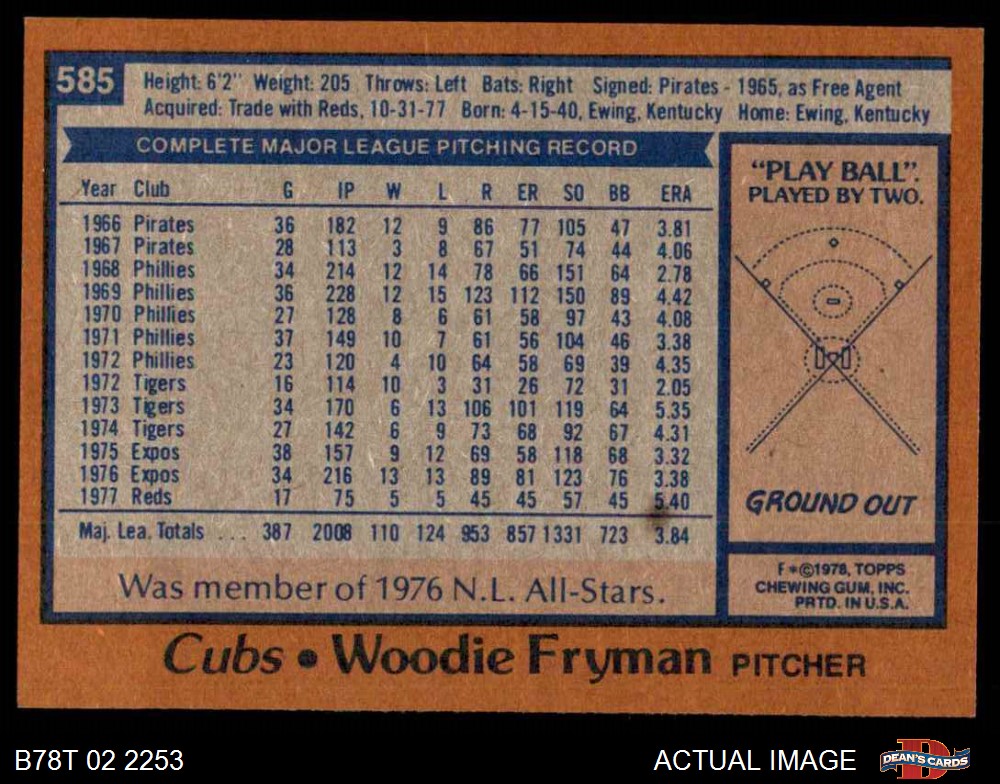 585
Height: 6'2" Weight: 205 Throws: Left Bats: Right Signed: Pirates - 1965, as Free Agent
Acquired: Trade with Reds, 10-31-77 Born: 4-15-40, Ewing, Kentucky Home: Ewing, Kentucky
COMPLETE MAJOR LEAGUE PITCHING RECORD
Year Club G IP W L R ER SO BB ERA
1966 Pirates 36 182 12 9 86 77 105 47 3.81
1967 Pirates 28 113 3 8 67 51 74 44 4.06
1968 Phillies 34 214 12 14 78 66 151 64 2.78
1969 Phillies 36 228 12 15 123 112 150 89 4.42
1970 Phillies 27 128 8 6 61 58 97 43 4.08
1971 Phillies 37 149 10 7 61 56 104 46 3.38
1972 Phillies 23 120 4 10 64 58 69 39 4.35
1972 Tigers 16 114 10 3 31 26 72 31 2.05
1973 Tigers 34 170 6 13 106 101 119 64 5.35
1974 Tigers 27 142 6 9 73 68 92 67 4.31
1975 Expos 38 157 9 12 69 58 118 68 3.32
1976 Expos 34 216 13 13 89 81 123 76 3.38
1977 Reds 17 75 5 5 45 45 57 45 5.40
Maj. Lea. Totals ... 387 2008 110 124 953 857 1331 723 3.84
Was member of 1976 N.L. All-Stars.
"PLAY BALL".
PLAYED BY TWO.
GROUND OUT
F*©1978, TOPPS
CHEWING GUM, INC.
PRTD. IN U.S.A.
Cubs • Woodie Fryman PITCHER
B78T 02 2253
ACTUAL IMAGE
D
DEAN'S CARDS